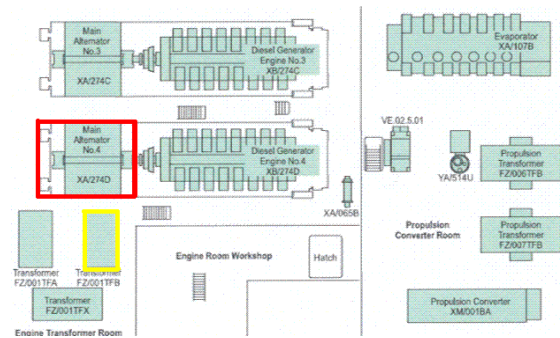 Main
Alternator
No.3
XA/274C
Diesel Generator
Engine No.3
XB/274C
Evaporator
XA/107B
Main
Alternator
No.4
XA/274D
Diesel Generator
Engine No.4
XB/274D
VE.02.5.01
YA/514U
Propulsion
Transformer
FZ/006TFB
XA/065B
Transformer
FZ/001TFA
Transformer
FZ/001TFB
Engine Room Workshop
Hatch
Propulsion
Converter Room
Propulsion
Transformer
FZ/007TFB
Transformer
FZ/001TFX
Propulsion Converter
XM/001BA
Engine Transformer Room